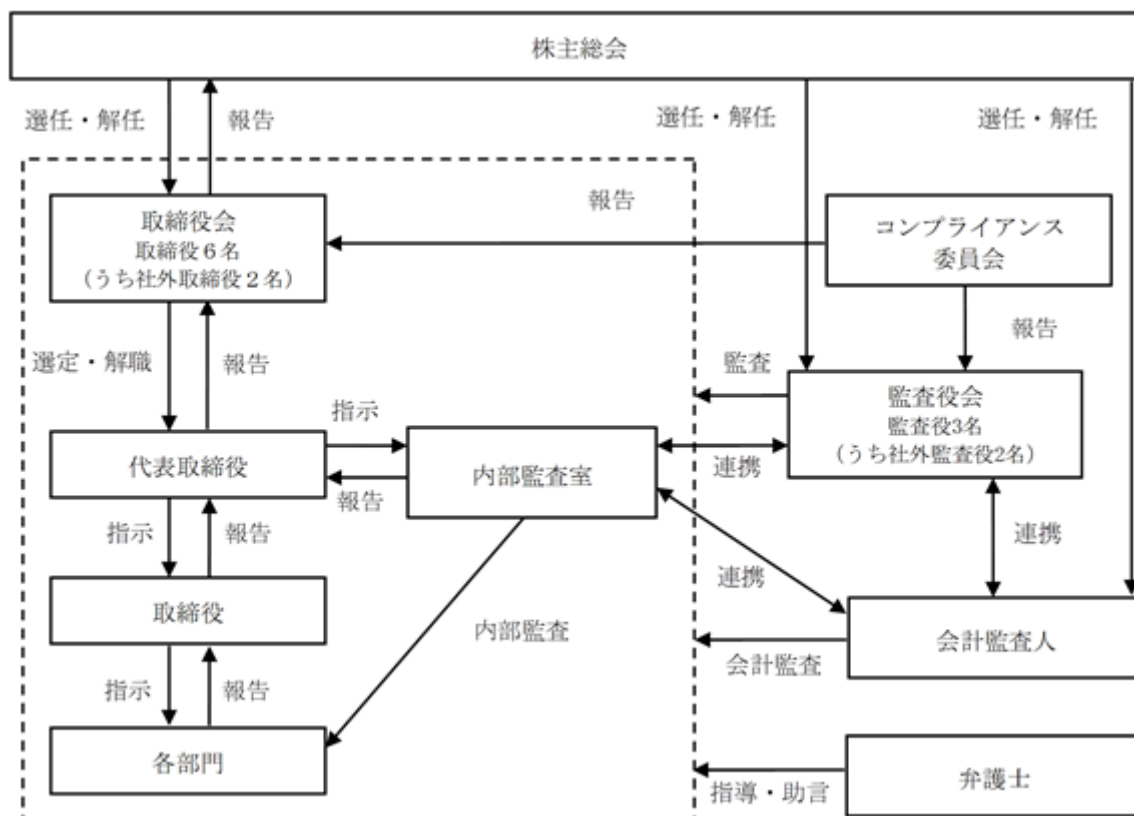 株主総会
選任・解任
報告
選任・解任
選任・解任
取締役会
取締役６名
(うち社外取締役２名)
報告
コンプライアンス
委員会
選定・解職
報告
報告
監査
監査役会
監査役3名
(うち社外監査役2名)
代表取締役
指示
報告
内部監査室
連携
指示
報告
連携
連携
取締役
内部監査
会計監査人
会計監査
指示
報告
各部門
指導・助言
弁護士